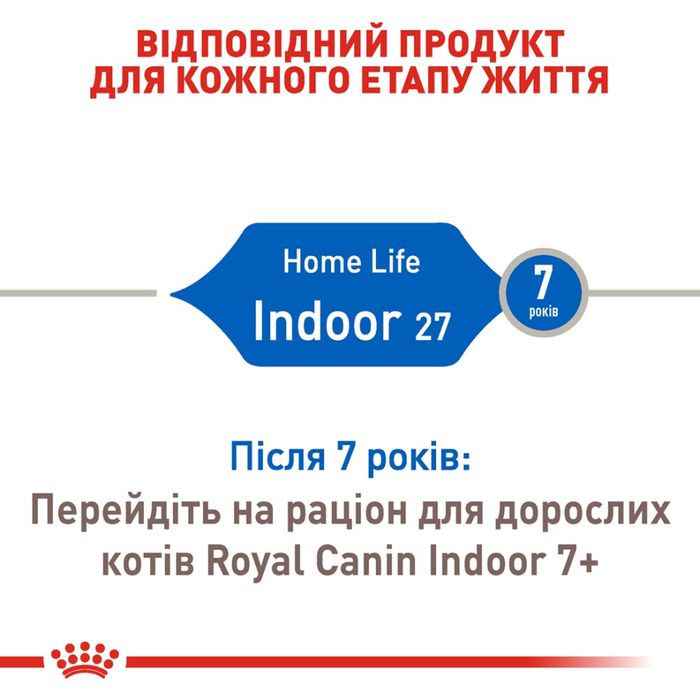 ВІДПОВІДНИЙ ПРОДУКТ
ДЛЯ КОЖНОГО ЕТАПУ ЖИТТЯ
Home Life
Indoor 27
7
років
Після 7 років:
Перейдіть на раціон для дорослих
котів Royal Canin Indoor 7+